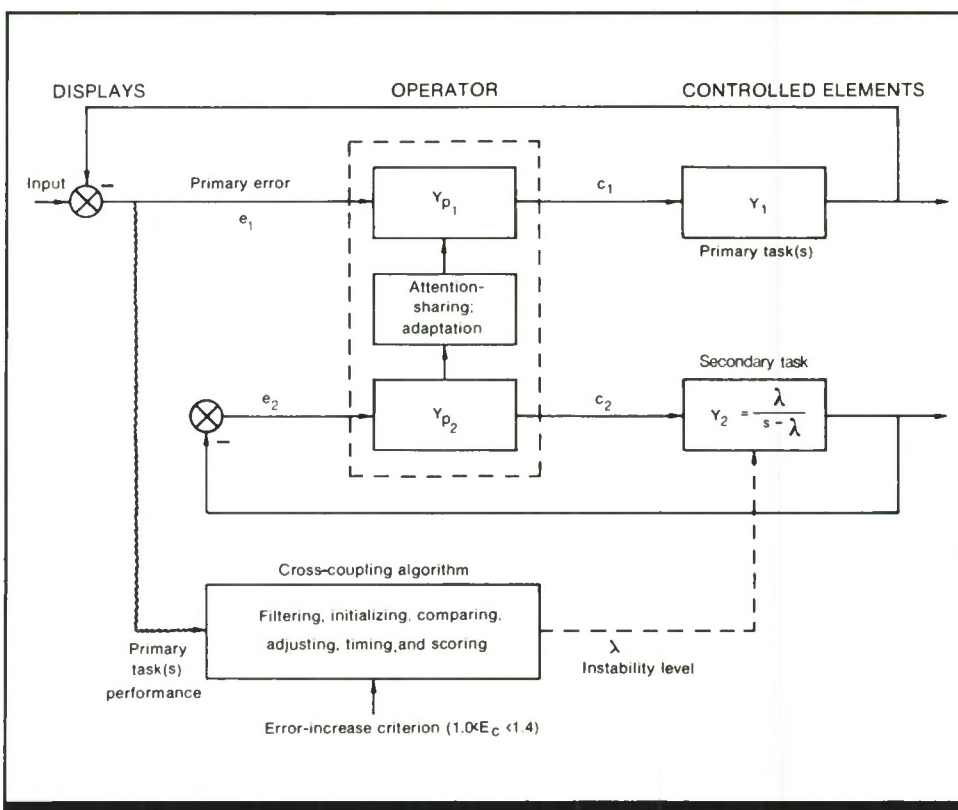 DISPLAYS OPERATOR CONTROLLED ELEMENTS
Input
−
Primary error
e1
Yp1
c1
Y1
Primary task(s)
Attention-
sharing;
adaptation
Secondary task
e2
−
Yp2
c2
Y2 = λ / s - λ
Cross-coupling algorithm
Filtering, initializing, comparing,
adjusting, timing, and scoring
Primary
task(s)
performance
λ
Instability level
Error-increase criterion (1.0<Ec <1.4)